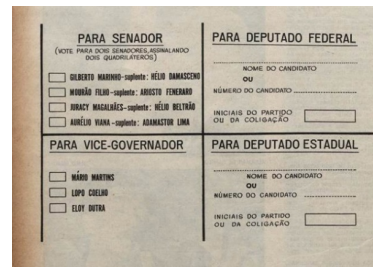 PARA SENADOR
(VOTE PARA DOIS SENADORES, ASSINALANDO
DOIS QUADRILÁTEROS)
GILBERTO MARINHO-suplente: HÉLIO DAMASCENO
MOURÃO FILHO-suplente: ARIOSTO FENERARO
JURACY MAGALHÃES-suplente: HÉLIO BELTRÃO
AURÉLIO VIANA-suplente: ADAMASTOR LIMA
PARA DEPUTADO FEDERAL
NOME DO CANDIDATO
OU
NÚMERO DO CANDIDATO
INICIAIS DO PARTIDO
OU DA COLIGAÇÃO
PARA VICE-GOVERNADOR
MÁRIO MARTINS
LOPO COELHO
ELOY DUTRA
PARA DEPUTADO ESTADUAL
NOME DO CANDIDATO
OU
NÚMERO DO CANDIDATO
INICIAIS DO PARTIDO
OU DA COLIGAÇÃO